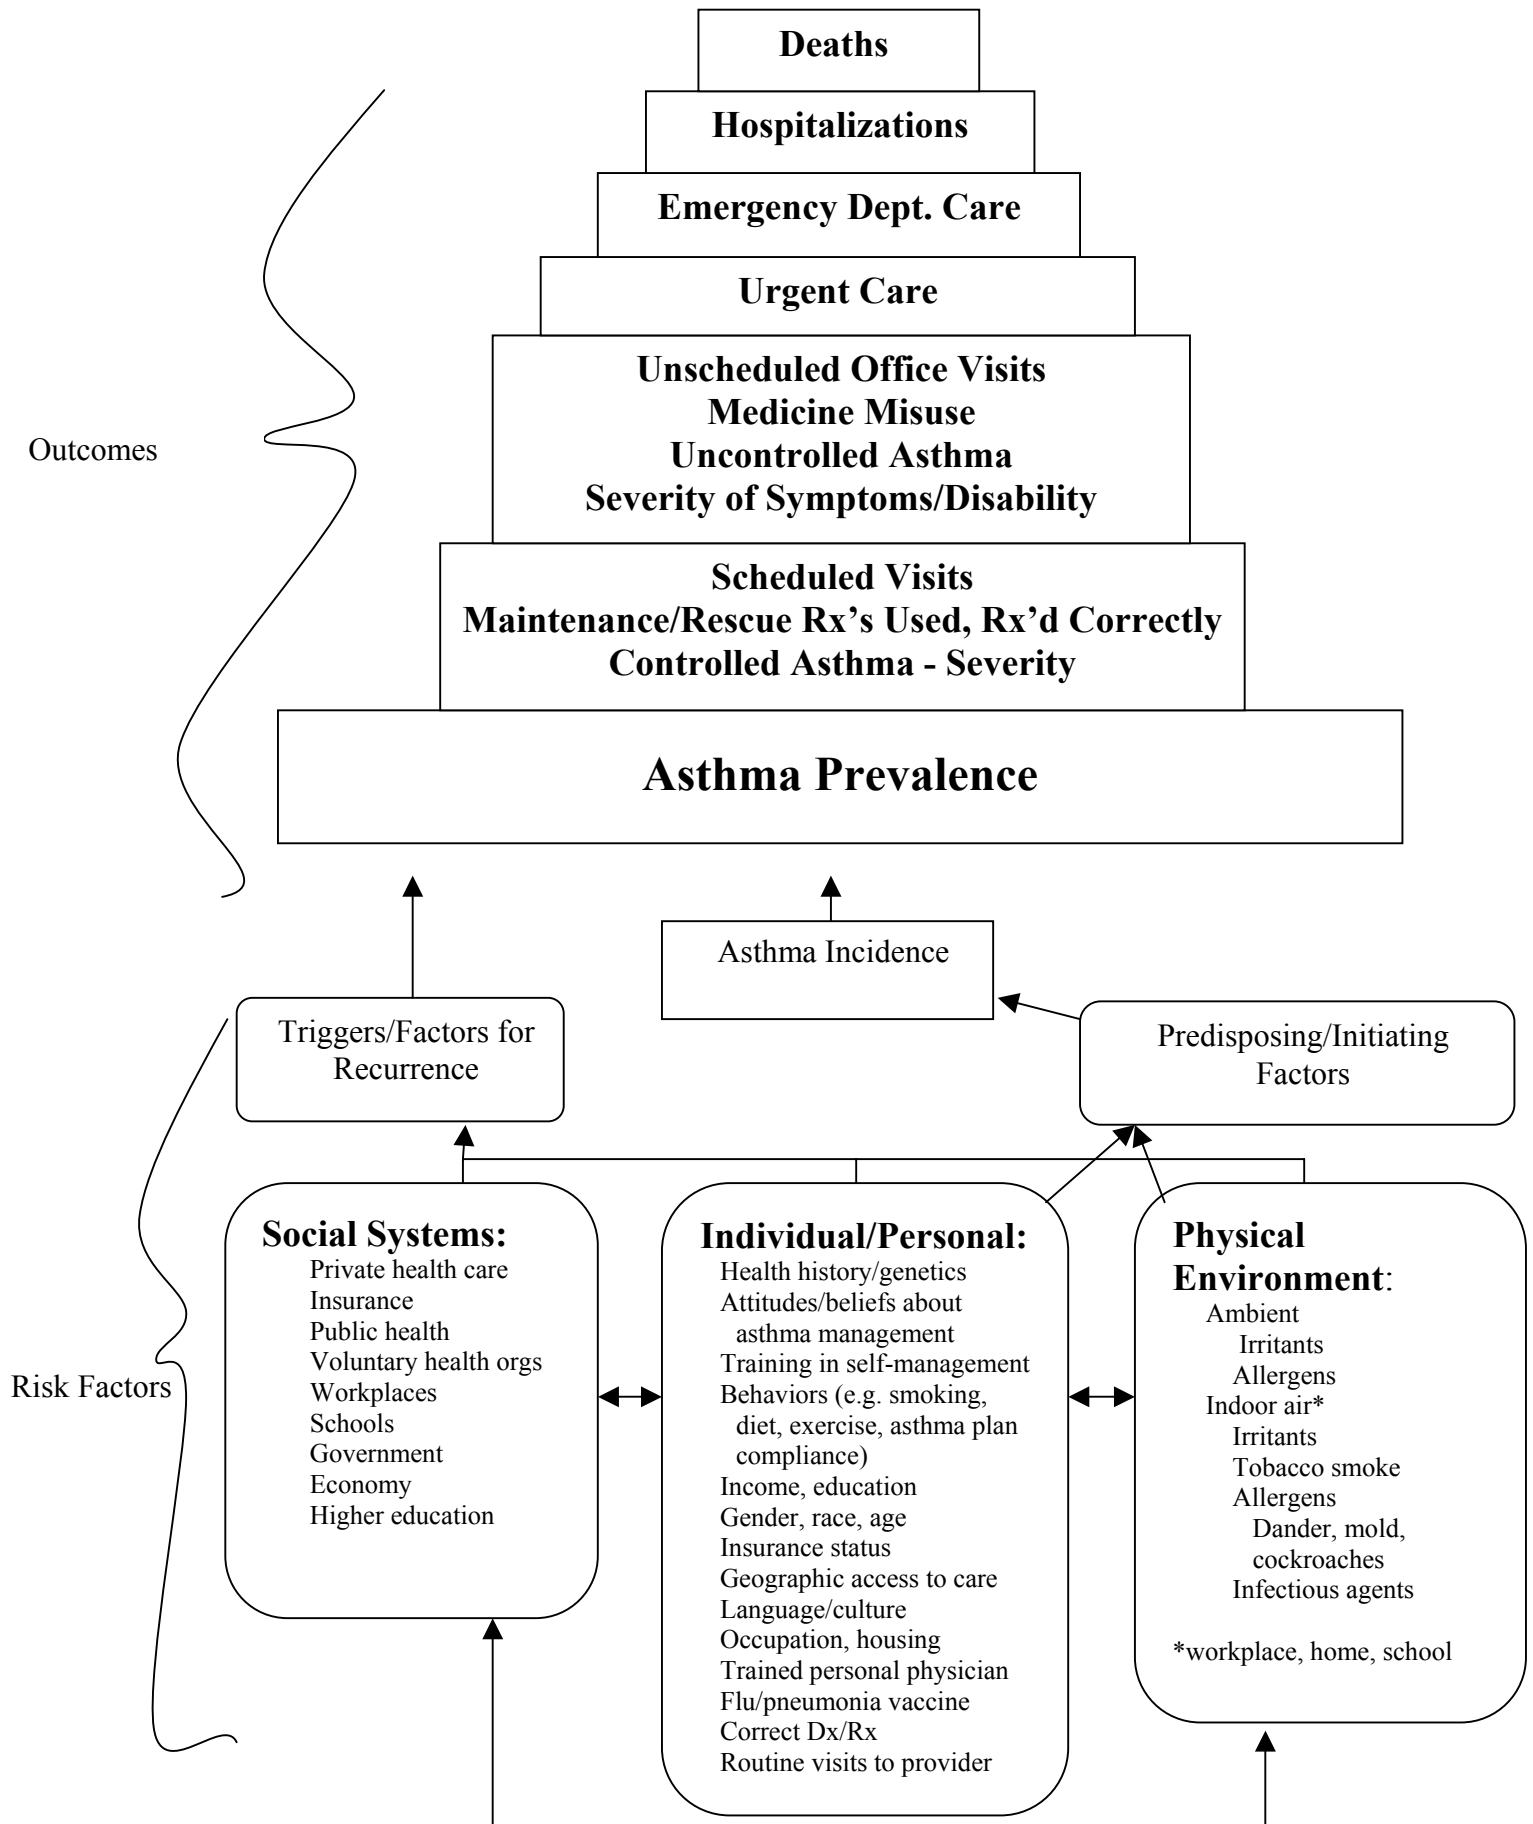 Deaths
Hospitalizations
Emergency Dept. Care
Urgent Care
Unscheduled Office Visits
Medicine Misuse
Uncontrolled Asthma
Severity of Symptoms/Disability
Outcomes
Scheduled Visits
Maintenance/Rescue Rx’s Used, Rx’d Correctly
Controlled Asthma - Severity
Asthma Prevalence
Asthma Incidence
Triggers/Factors for
Recurrence
Predisposing/Initiating
Factors
Risk Factors
Social Systems:
Private health care
Insurance
Public health
Voluntary health orgs
Workplaces
Schools
Government
Economy
Higher education
Individual/Personal:
Health history/genetics
Attitudes/beliefs about
asthma management
Training in self-management
Behaviors (e.g. smoking,
diet, exercise, asthma plan
compliance)
Income, education
Gender, race, age
Insurance status
Geographic access to care
Language/culture
Occupation, housing
Trained personal physician
Flu/pneumonia vaccine
Correct Dx/Rx
Routine visits to provider
Physical
Environment:
Ambient
Irritants
Allergens
Indoor air*
Irritants
Tobacco smoke
Allergens
Dander, mold,
cockroaches
Infectious agents
*workplace, home, school